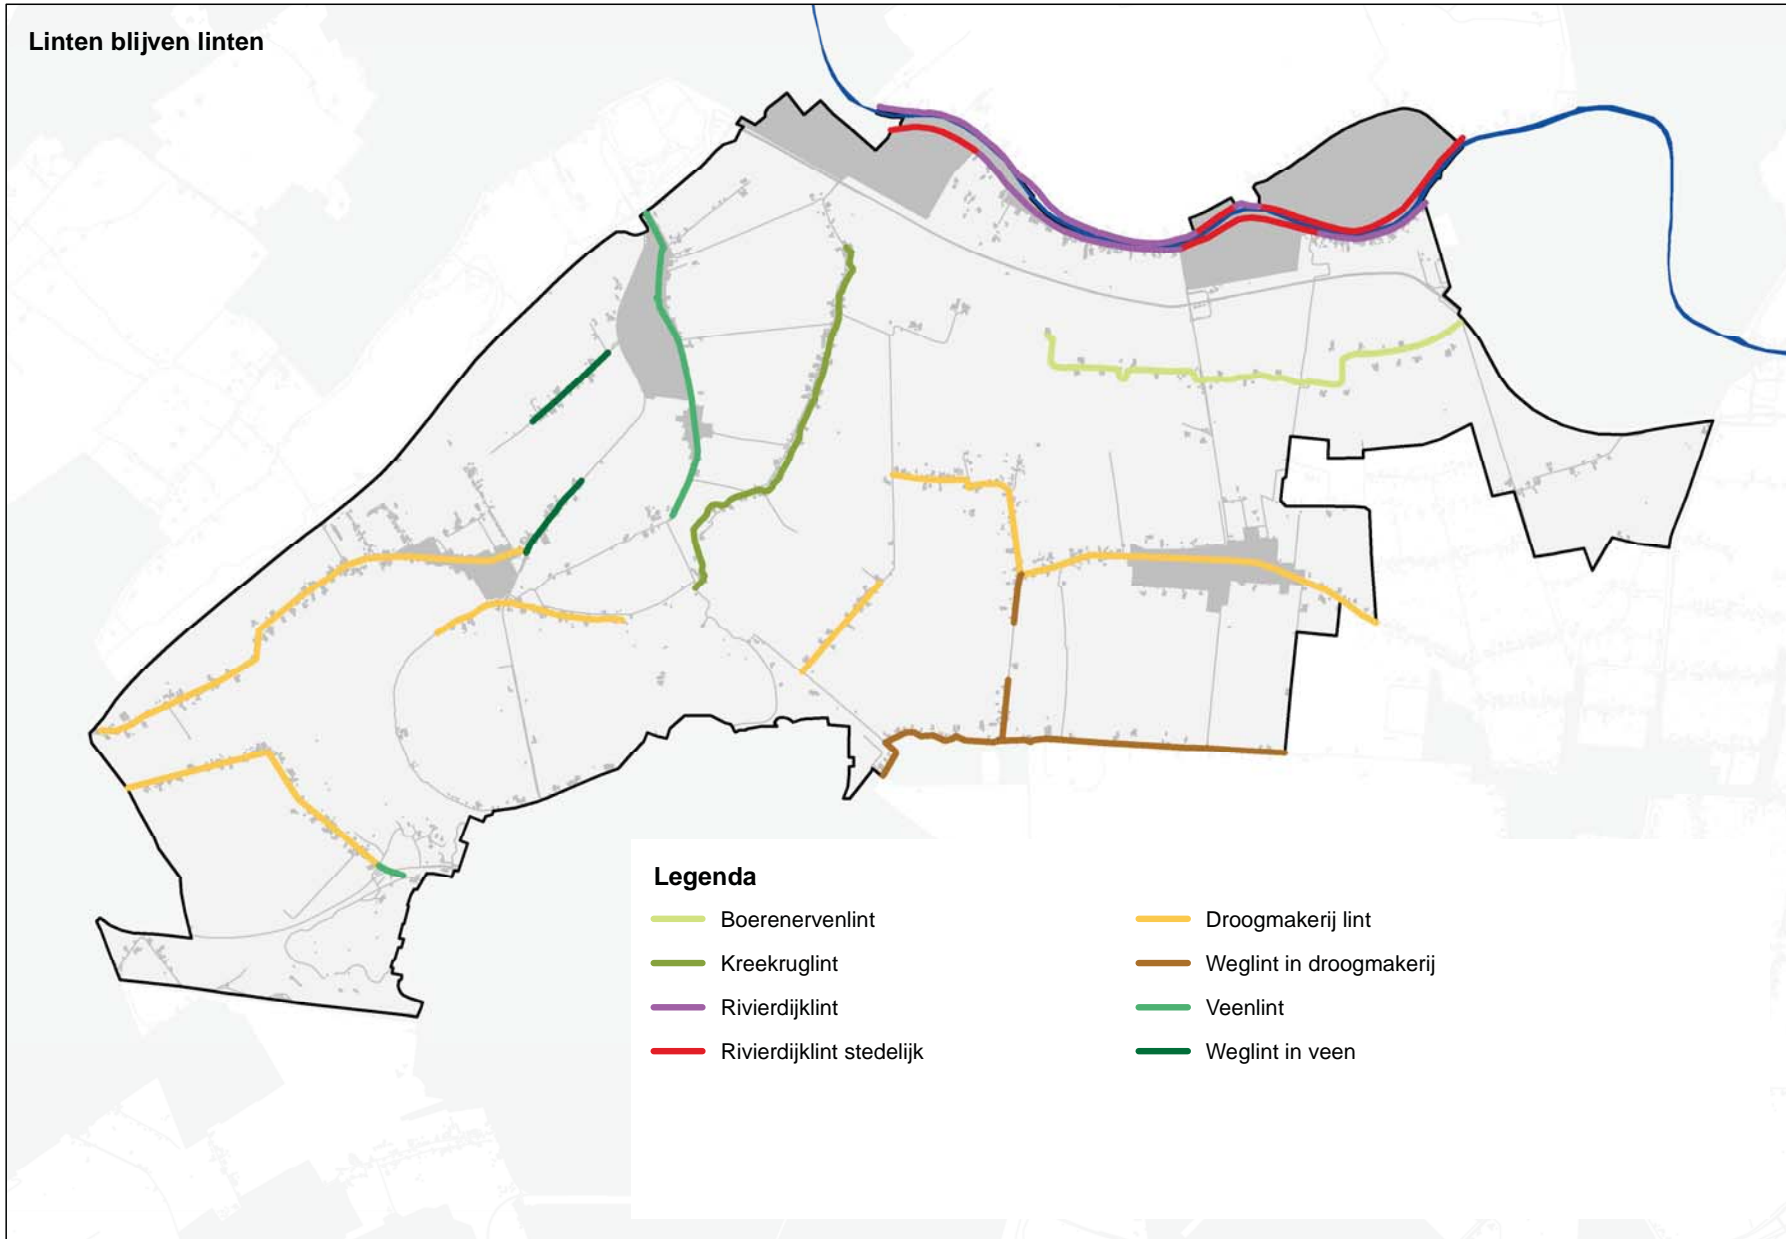 Linten blijven linten
Legenda
Boerenervenlint
Kreekruglint
Rivierdijklint
Rivierdijklint stedelijk
Droogmakerij lint
Weglint in droogmakerij
Veenlint
Weglint in veen